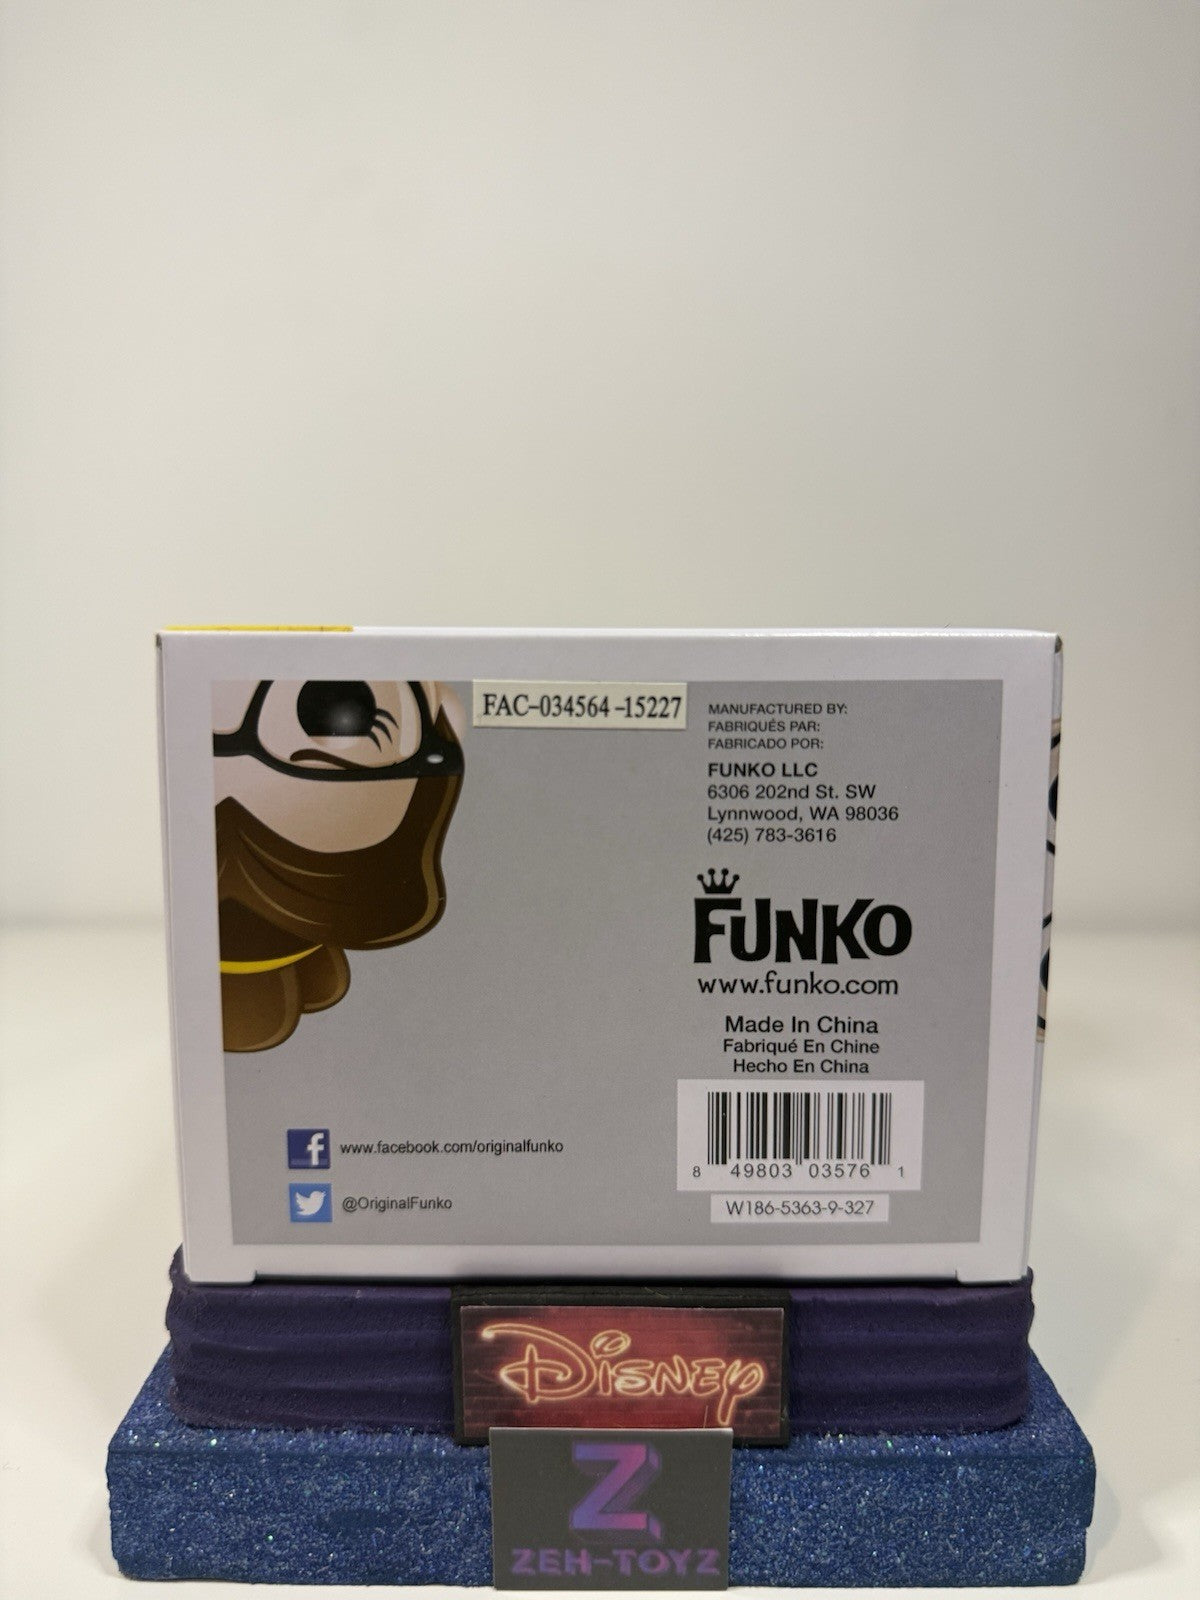 FAC-034564-15227
MANUFACTURED BY:
FABRIQUÉS PAR:
FABRICADO POR:
FUNKO LLC
6306 202nd St. SW
Lynnwood, WA 98036
(425) 783-3616
FUNKO
www.funko.com
Made In China
Fabriqué En Chine
Hecho En China
8 49803 03576 1
W186-5363-9-327
f www.facebook.com/originalfunko
@OriginalFunko
Disney
Z
ZEH-TOYZ